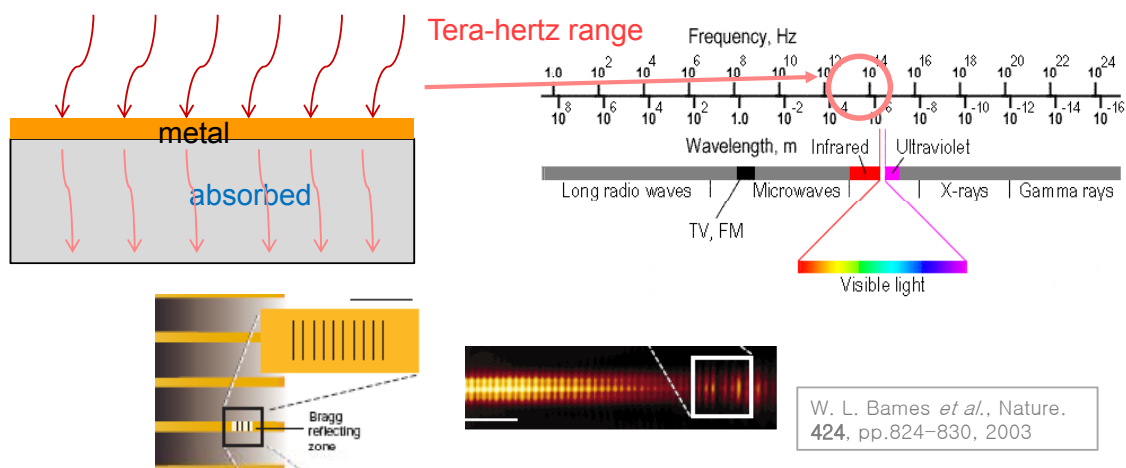 Tera-hertz range
metal
absorbed
Frequency, Hz
1.0 10^2 10^4 10^6 10^8 10^10 10^12 10^14 10^16 10^18 10^20 10^22 10^24
10^8 10^6 10^4 10^2 1.0 10^-2 10^-4 10^-6 10^-8 10^-10 10^-12 10^-14 10^-16
Wavelength, m
Infrared
Ultraviolet
Long radio waves
Microwaves
X-rays
Gamma rays
TV, FM
Visible light
Bragg
reflecting
zone
W. L. Bames et al., Nature.
424, pp.824-830, 2003